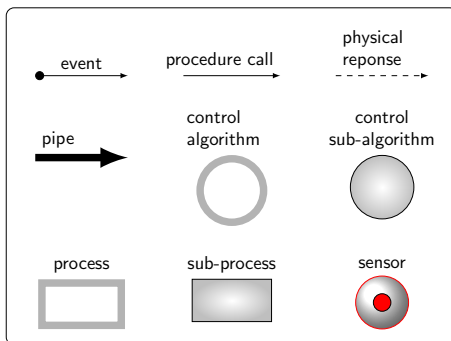 event
procedure call
physical
reponse
pipe
control
algorithm
control
sub-algorithm
process
sub-process
sensor